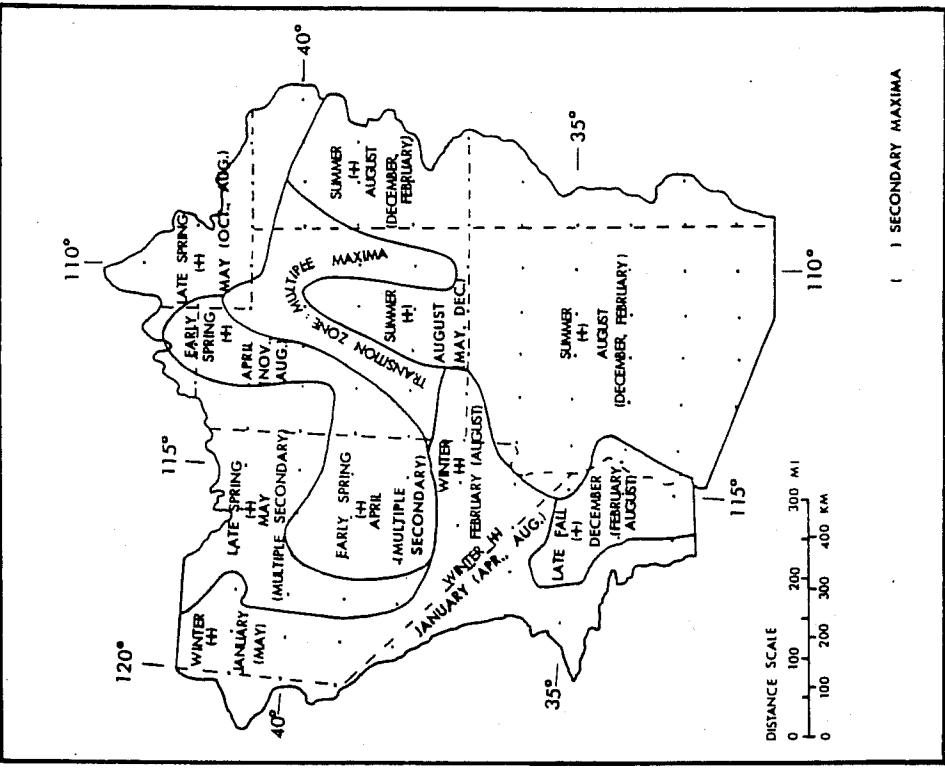 120°
115°
110°
40°
40°
35°
35°
115°
110°
WINTER
(+)
JANUARY
(MAY)
LATE SPRING
(+)
MAY
(MULTIPLE SECONDARY)
EARLY
SPRING
(+)
APRIL
(NOV.
AUG.)
LATE SPRING
(+)
MAY (OCT., AUG.)
EARLY SPRING
(+)
APRIL
(MULTIPLE
SECONDARY)
TRANSITION ZONE: MULTIPLE MAXIMA
SUMMER
(+)
AUGUST
(MAY, DEC.)
SUMMER
(+)
AUGUST
(DECEMBER,
FEBRUARY)
WINTER
(+)
FEBRUARY (AUGUST)
WINTER (+)
JANUARY (APR., AUG.)
LATE FALL
(+)
DECEMBER
(FEBRUARY
AUGUST)
SUMMER
(+)
AUGUST
(DECEMBER, FEBRUARY)
DISTANCE SCALE
0 100 200 300 MI
0 100 200 300 400 KM
( ) SECONDARY MAXIMA